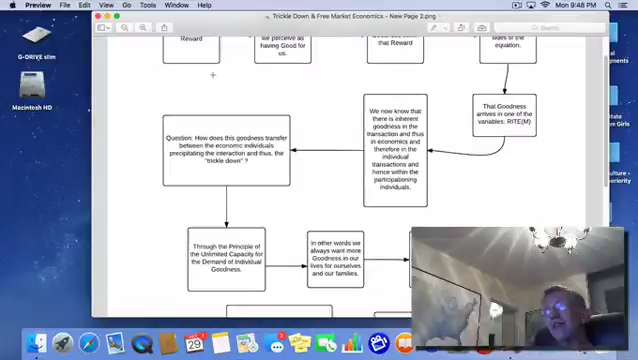 Preview File Edit View Go Tools Window Help
Mon 9:48 PM
Trickle Down & Free Market Economics - New Page 2.png
Search
G-DRIVE slim
Macintosh HD
Reward
we perceive as
having Good for
us.
that Reward
of the
equation.
That Goodness
arrives in one of the
variables: RITE(M)
We now know that
there is inherent
goodness in the
transaction and thus
in economics and
therefore in the
individual
transactions and
hence within the
participationing
individuals.
Question: How does this goodness transfer
between the economic individuals
precipitating the interaction and thus, the
"trickle down" ?
Through the Principle of
the Unlimited Capacity for
the Demand of Individual
Goodness.
In other words we
always want more
Goodness in our
lives for ourselves
and our families.
29